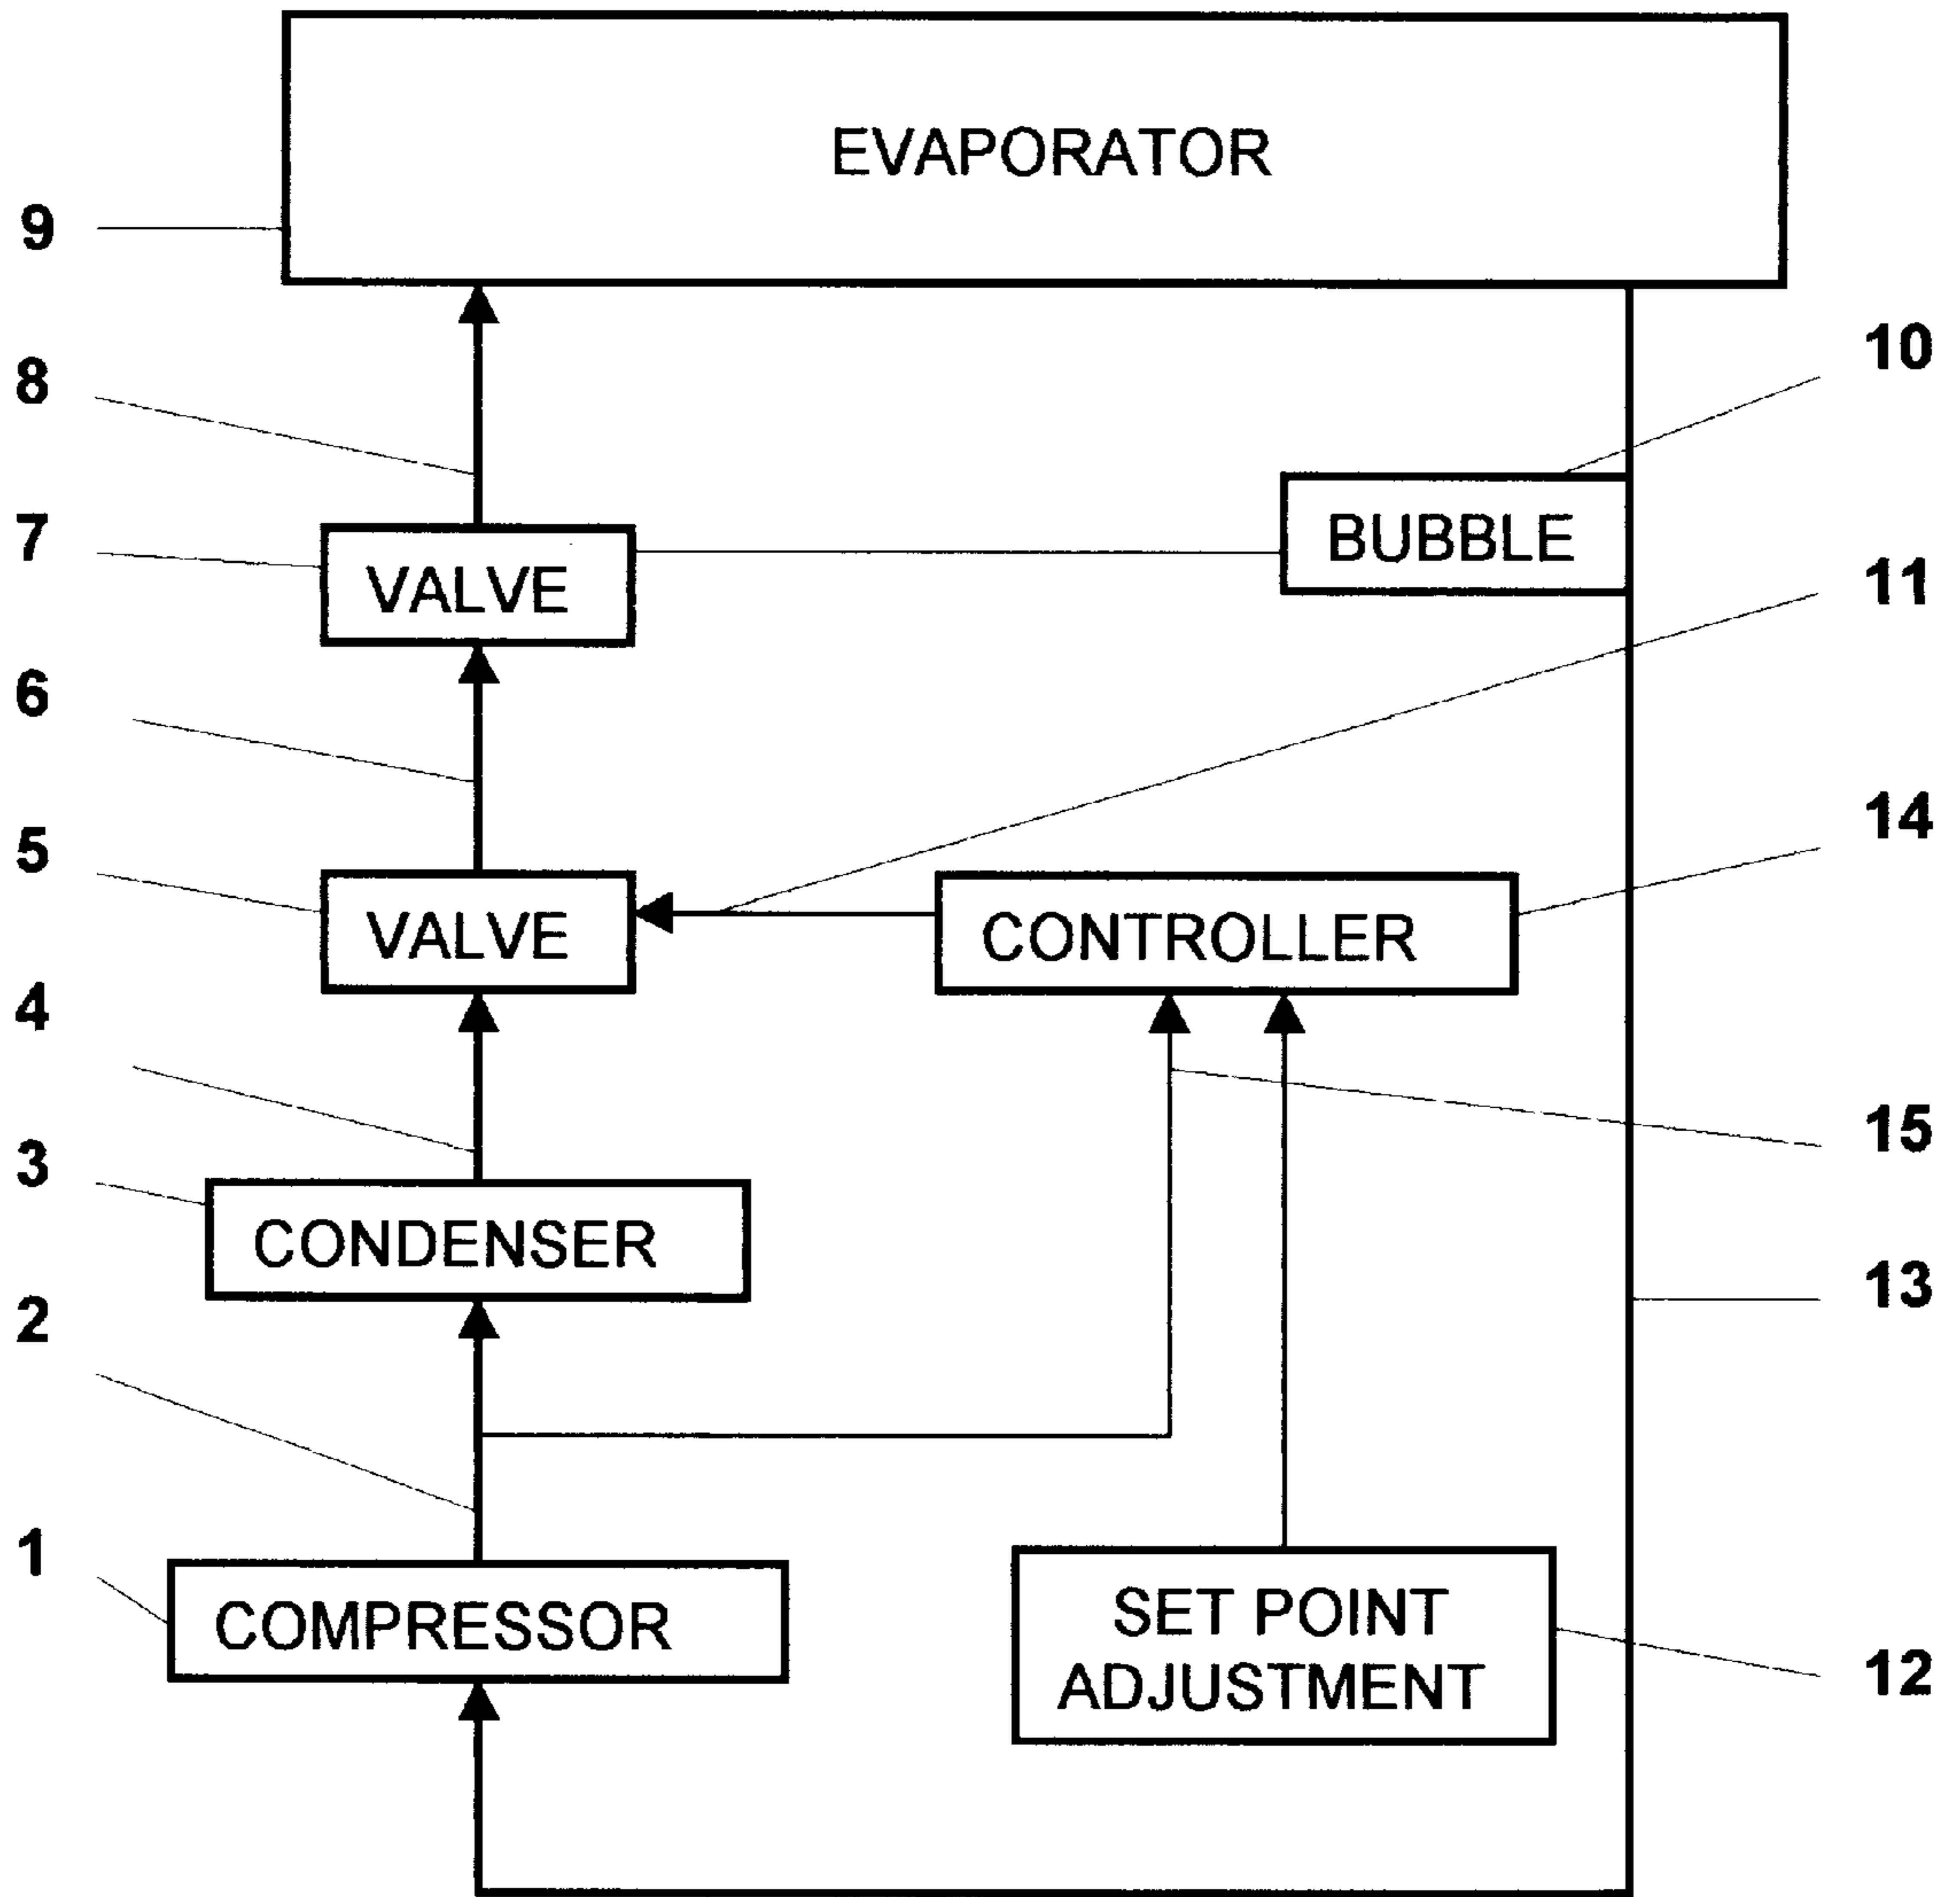 EVAPORATOR
9
10
8
BUBBLE
7
VALVE
11
6
14
5
VALVE
CONTROLLER
4
15
3
CONDENSER
13
2
1
COMPRESSOR
SET POINT
ADJUSTMENT
12